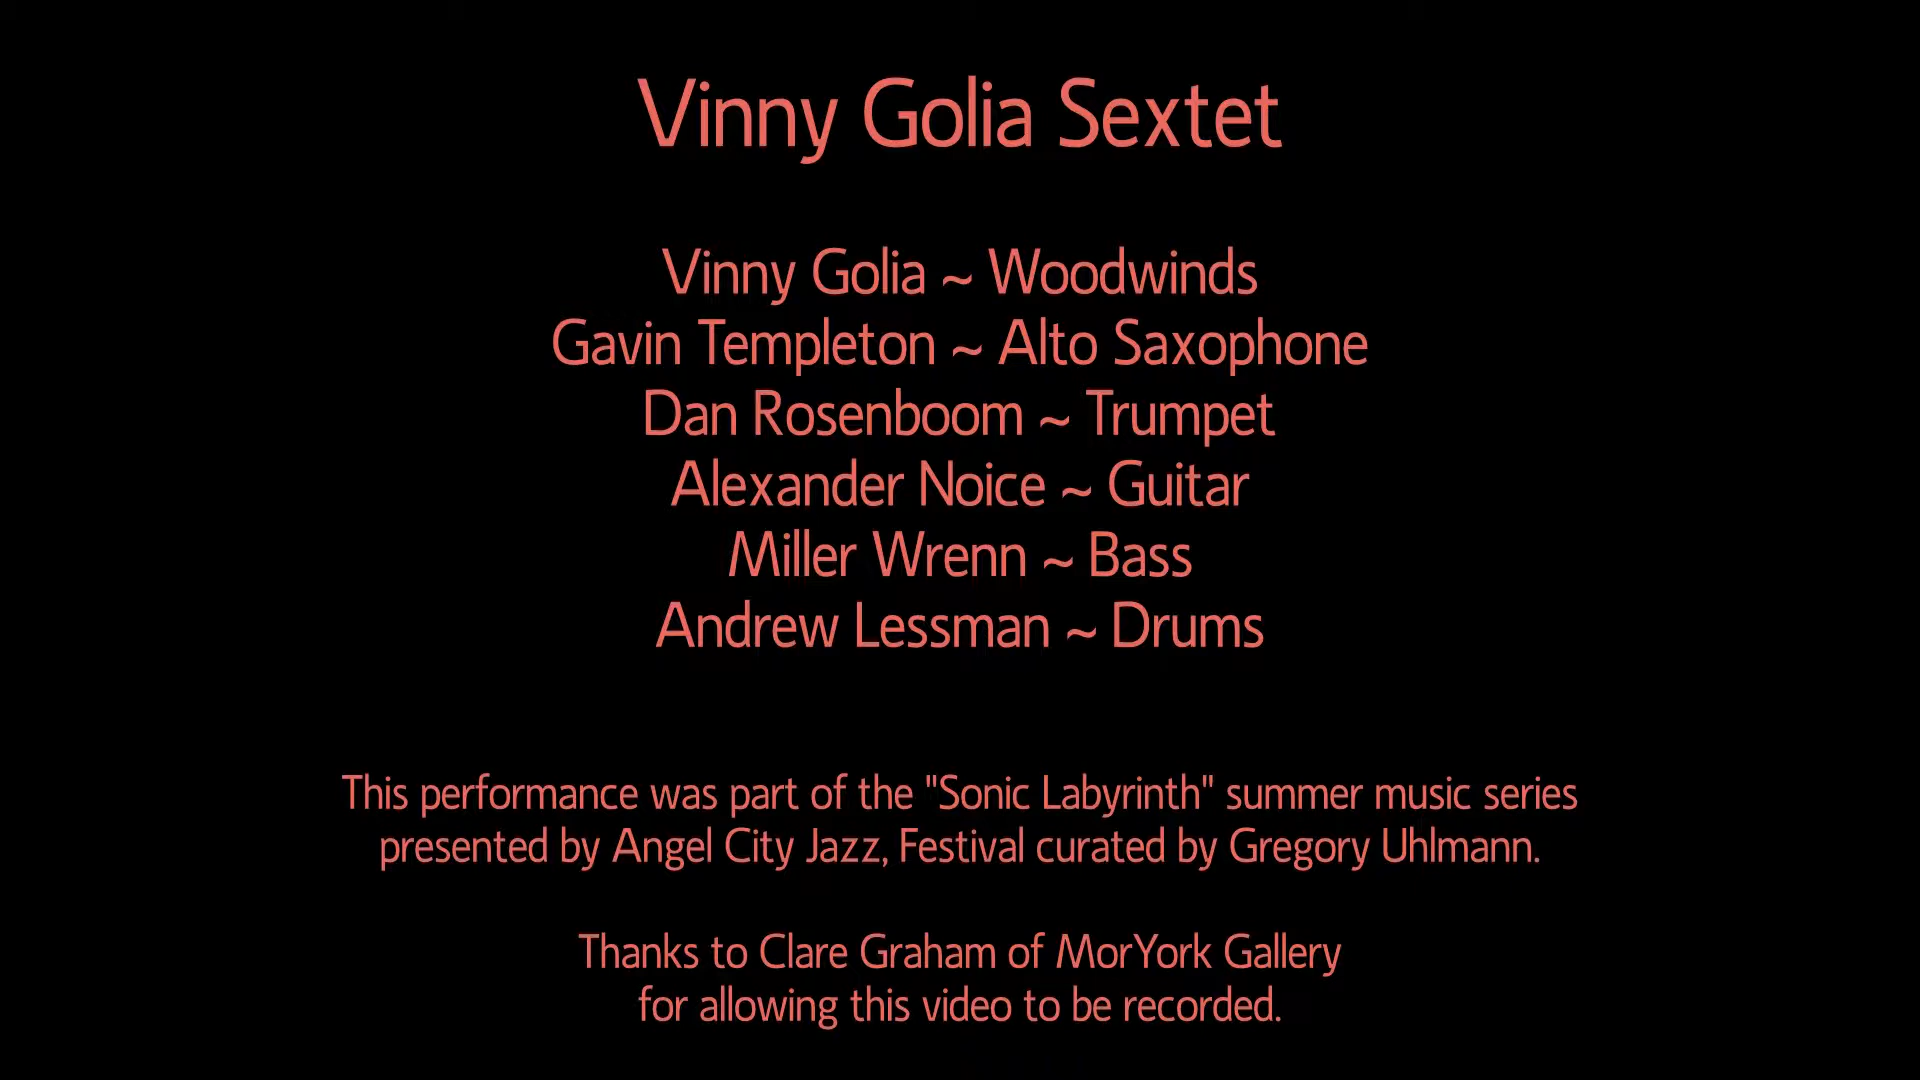 Vinny Golia Sextet
Vinny Golia ~ Woodwinds
Gavin Templeton ~ Alto Saxophone
Dan Rosenboom ~ Trumpet
Alexander Noice ~ Guitar
Miller Wrenn ~ Bass
Andrew Lessman ~ Drums
This performance was part of the "Sonic Labyrinth" summer music series
presented by Angel City Jazz, Festival curated by Gregory Uhlmann.
Thanks to Clare Graham of MorYork Gallery
for allowing this video to be recorded.